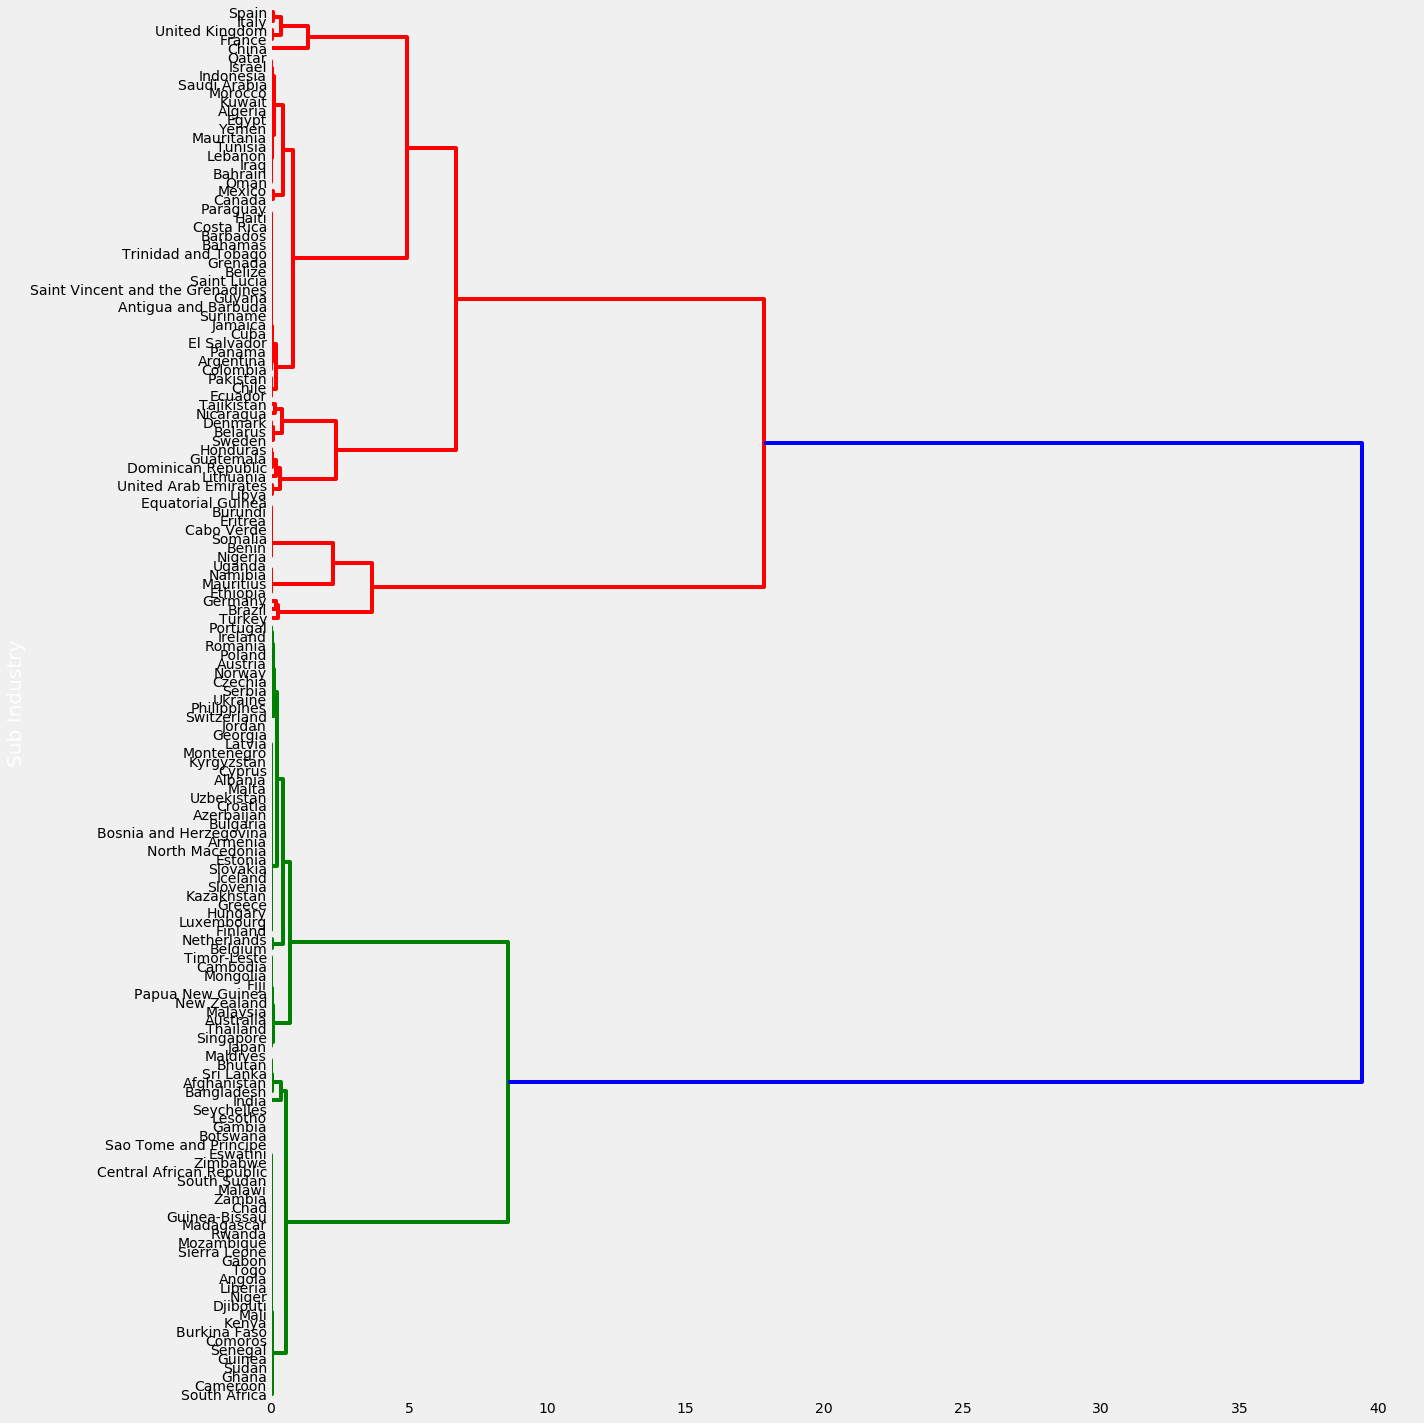 Spain
Italy
United Kingdom
France
China
Qatar
Israel
Indonesia
Saudi Arabia
Morocco
Kuwait
Algeria
Egypt
Yemen
Mauritania
Tunisia
Lebanon
Iraq
Bahrain
Oman
Mexico
Canada
Paraguay
Haiti
Costa Rica
Barbados
Bahamas
Trinidad and Tobago
Grenada
Belize
Saint Lucia
Saint Vincent and the Grenadines
Guyana
Antigua and Barbuda
Suriname
Jamaica
Cuba
El Salvador
Panama
Argentina
Colombia
Pakistan
Chile
Ecuador
Tajikistan
Nicaragua
Denmark
Belarus
Sweden
Honduras
Guatemala
Dominican Republic
Lithuania
United Arab Emirates
Libya
Equatorial Guinea
Burundi
Eritrea
Cabo Verde
Somalia
Benin
Nigeria
Uganda
Namibia
Mauritius
Ethiopia
Germany
Brazil
Turkey
Portugal
Ireland
Romania
Poland
Austria
Norway
Czechia
Serbia
Ukraine
Philippines
Switzerland
Jordan
Georgia
Latvia
Montenegro
Kyrgyzstan
Cyprus
Albania
Malta
Uzbekistan
Croatia
Azerbaijan
Bulgaria
Bosnia and Herzegovina
Armenia
North Macedonia
Estonia
Slovakia
Iceland
Slovenia
Kazakhstan
Greece
Hungary
Luxembourg
Finland
Netherlands
Belgium
Timor-Leste
Cambodia
Mongolia
Fiji
Papua New Guinea
New Zealand
Malaysia
Australia
Thailand
Singapore
Japan
Maldives
Bhutan
Sri Lanka
Afghanistan
Bangladesh
India
Seychelles
Lesotho
Gambia
Botswana
Sao Tome and Principe
Eswatini
Zimbabwe
Central African Republic
South Sudan
Malawi
Zambia
Chad
Guinea-Bissau
Madagascar
Rwanda
Mozambique
Sierra Leone
Gabon
Togo
Angola
Liberia
Niger
Djibouti
Mali
Kenya
Burkina Faso
Comoros
Senegal
Guinea
Sudan
Ghana
Cameroon
South Africa
Sub Industry
0 5 10 15 20 25 30 35 40